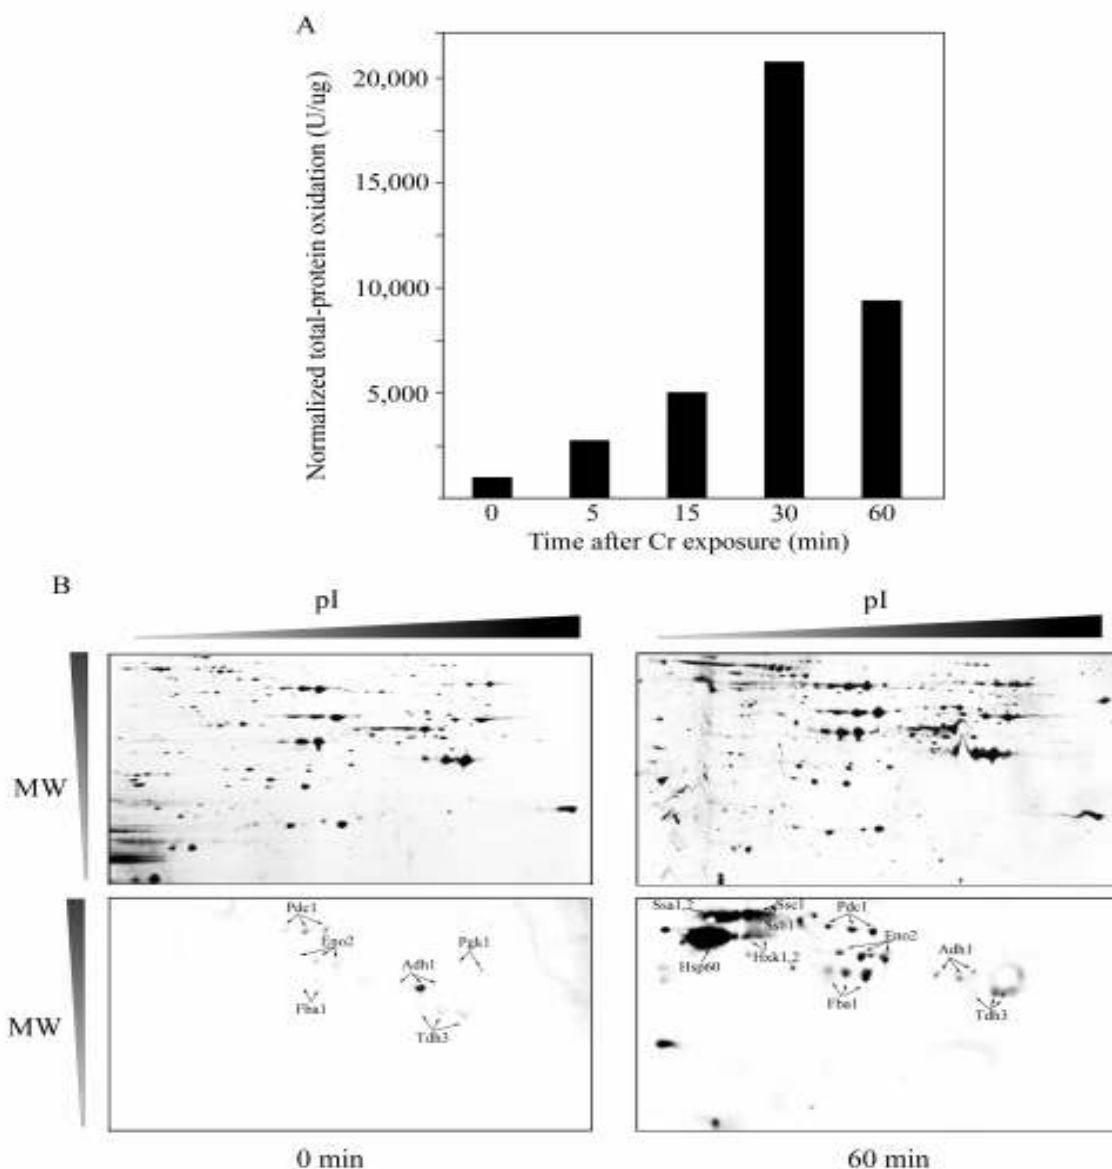 A
Normalized total-protein oxidation (U/ug)
20,000
15,000
10,000
5,000
0 5 15 30 60
Time after Cr exposure (min)
B
pI pI
MW
MW
Pdc1
Eno2
Pgk1
Adh1
Fba1
Tdh3
Ssa1,2
Ssc1
Pdc1
Ssb1
Eno2
Hsp60
Hxk1,2
Adh1
Fba1
Tdh3
0 min 60 min